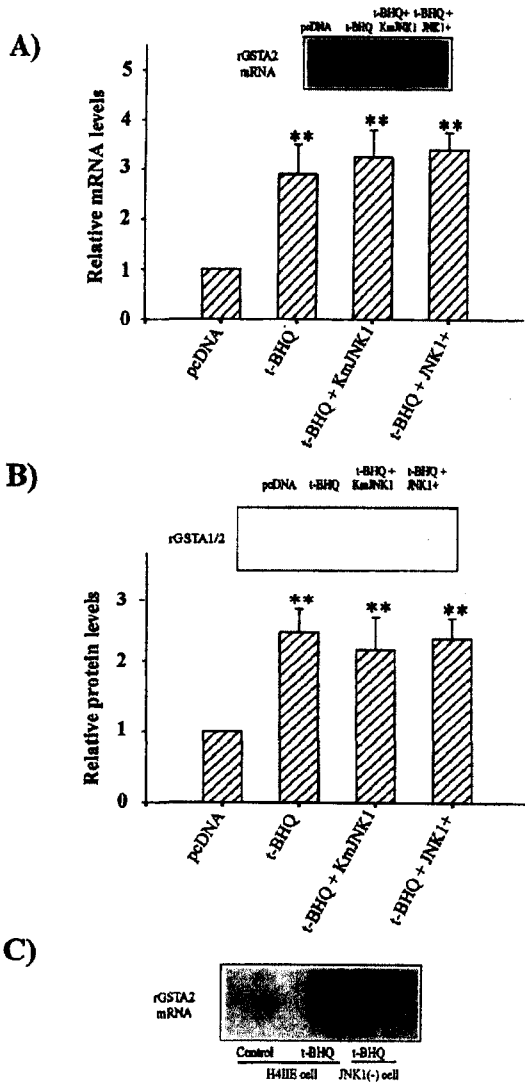 A)
t-BHQ+ t-BHQ +
pcDNA t-BHQ KmJNK1 JNK1+
rGSTA2
mRNA
5
4
3
2
1
0
Relative mRNA levels
** ** **
pcDNA
t-BHQ
t-BHQ + KmJNK1
t-BHQ + JNK1+
B)
t-BHQ + t-BHQ +
pcDNA t-BHQ KmJNK1 JNK1+
rGSTA1/2
3
2
1
0
Relative protein levels
** ** **
pcDNA
t-BHQ
t-BHQ + KmJNK1
t-BHQ + JNK1+
C)
rGSTA2
mRNA
Control t-BHQ t-BHQ
H4IIE cell JNK1(-) cell